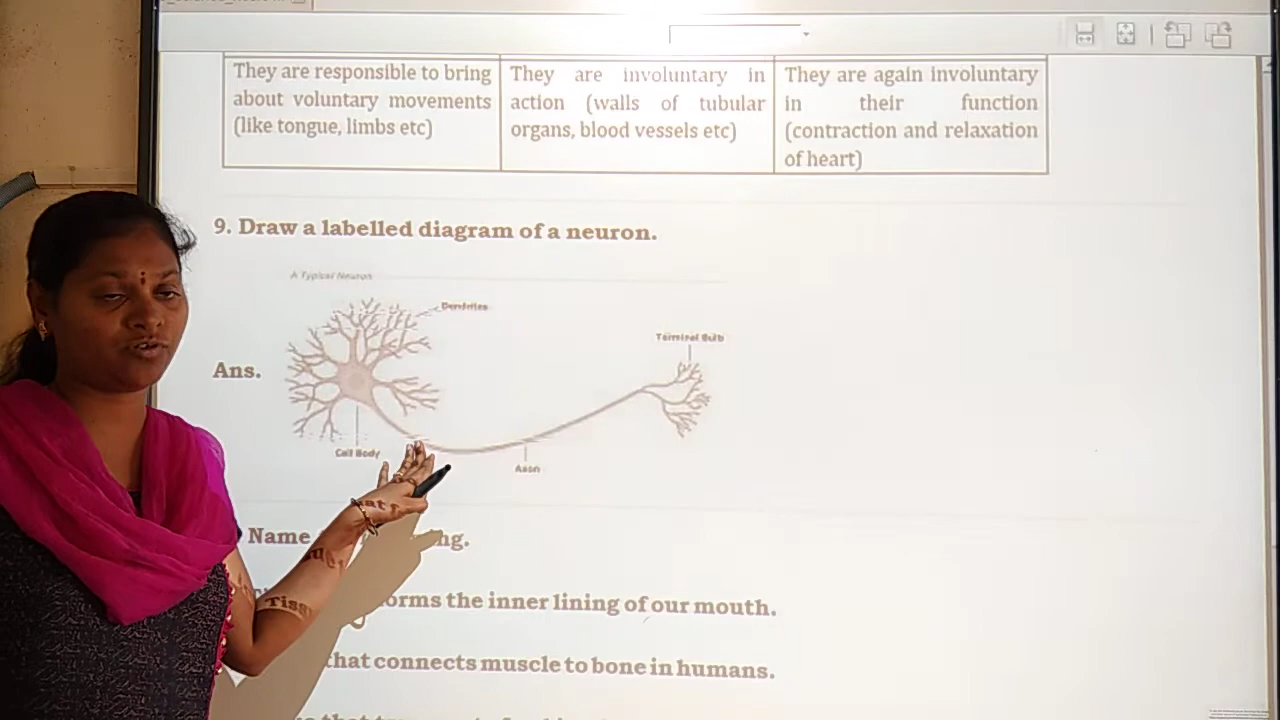 They are responsible to bring
about voluntary movements
(like tongue, limbs etc)
They are involuntary in
action (walls of tubular
organs, blood vessels etc)
They are again involuntary
in their function
(contraction and relaxation
of heart)
9. Draw a labelled diagram of a neuron.
A Typical Neuron
Dendrites
Terminal Bulb
Ans.
Cell Body
Axon
Name
ng.
orms the inner lining of our mouth.
that connects muscle to bone in humans.